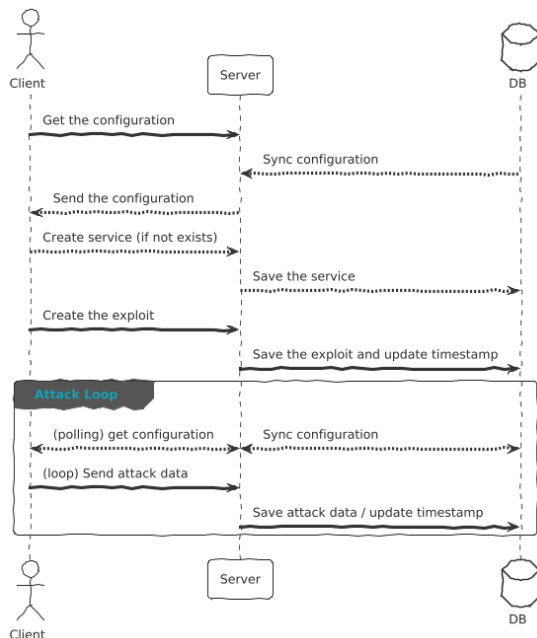 Client
Server
DB
Get the configuration
Sync configuration
Send the configuration
Create service (if not exists)
Save the service
Create the exploit
Save the exploit and update timestamp
Attack Loop
(polling) get configuration
Sync configuration
(loop) Send attack data
Save attack data / update timestamp
Client
Server
DB